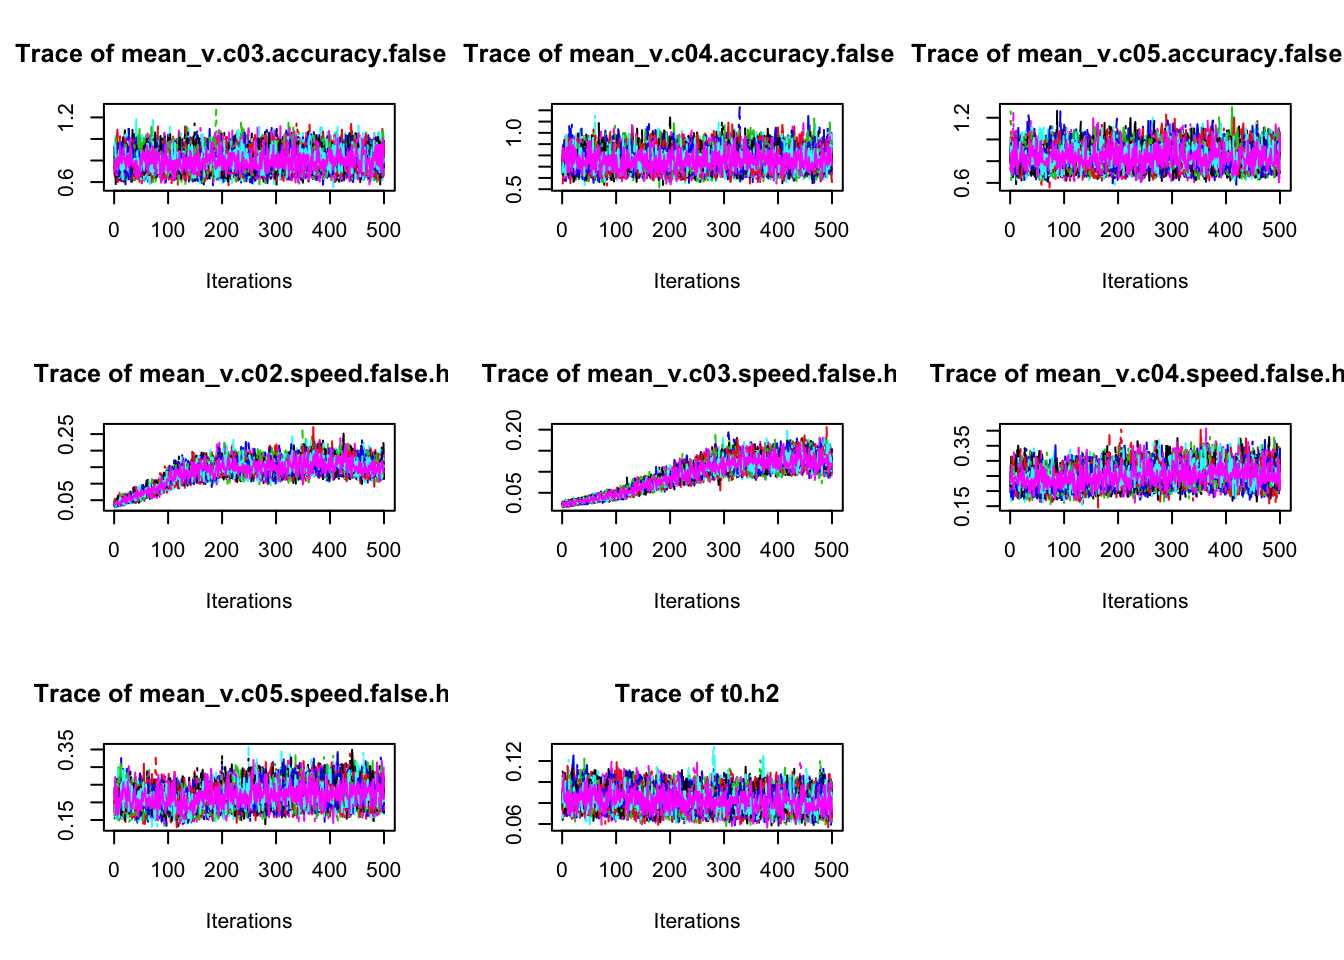 Trace of mean_v.c03.accuracy.false
Trace of mean_v.c04.accuracy.false
Trace of mean_v.c05.accuracy.false
0.6 1.2
0.5 1.0
0.6 1.2
0 100 200 300 400 500
0 100 200 300 400 500
0 100 200 300 400 500
Iterations
Iterations
Iterations
Trace of mean_v.c02.speed.false.h
Trace of mean_v.c03.speed.false.h
Trace of mean_v.c04.speed.false.h
0.05 0.25
0.05 0.20
0.15 0.35
0 100 200 300 400 500
0 100 200 300 400 500
0 100 200 300 400 500
Iterations
Iterations
Iterations
Trace of mean_v.c05.speed.false.h
Trace of t0.h2
0.15 0.35
0.06 0.12
0 100 200 300 400 500
0 100 200 300 400 500
Iterations
Iterations